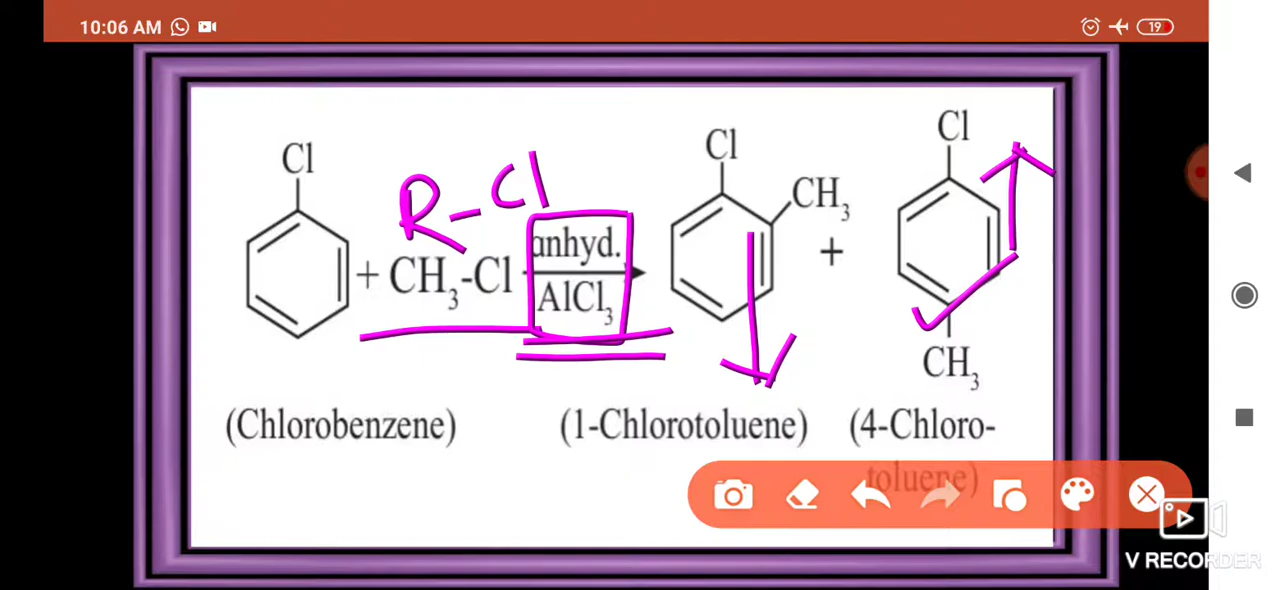 10:06 AM
19
Cl
Cl
Cl
R-Cl
CH3
anhyd.
+ CH3-Cl
+
AlCl3
CH3
(Chlorobenzene)
(1-Chlorotoluene)
(4-Chloro-
toluene)
V RECORDER